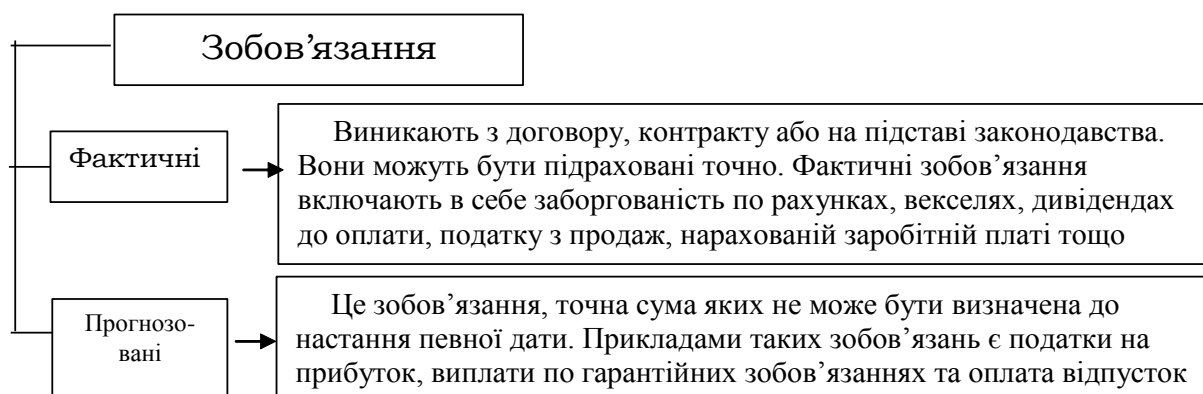 Зобов’язання
Фактичні
Виникають з договору, контракту або на підставі законодавства.
Вони можуть бути підраховані точно. Фактичні зобов’язання
включають в себе заборгованість по рахунках, векселях, дивідендах
до оплати, податку з продаж, нарахованій заробітній платі тощо
Прогнозо-
вані
Це зобов’язання, точна сума яких не може бути визначена до
настання певної дати. Прикладами таких зобов’язань є податки на
прибуток, виплати по гарантійних зобов’язаннях та оплата відпусток